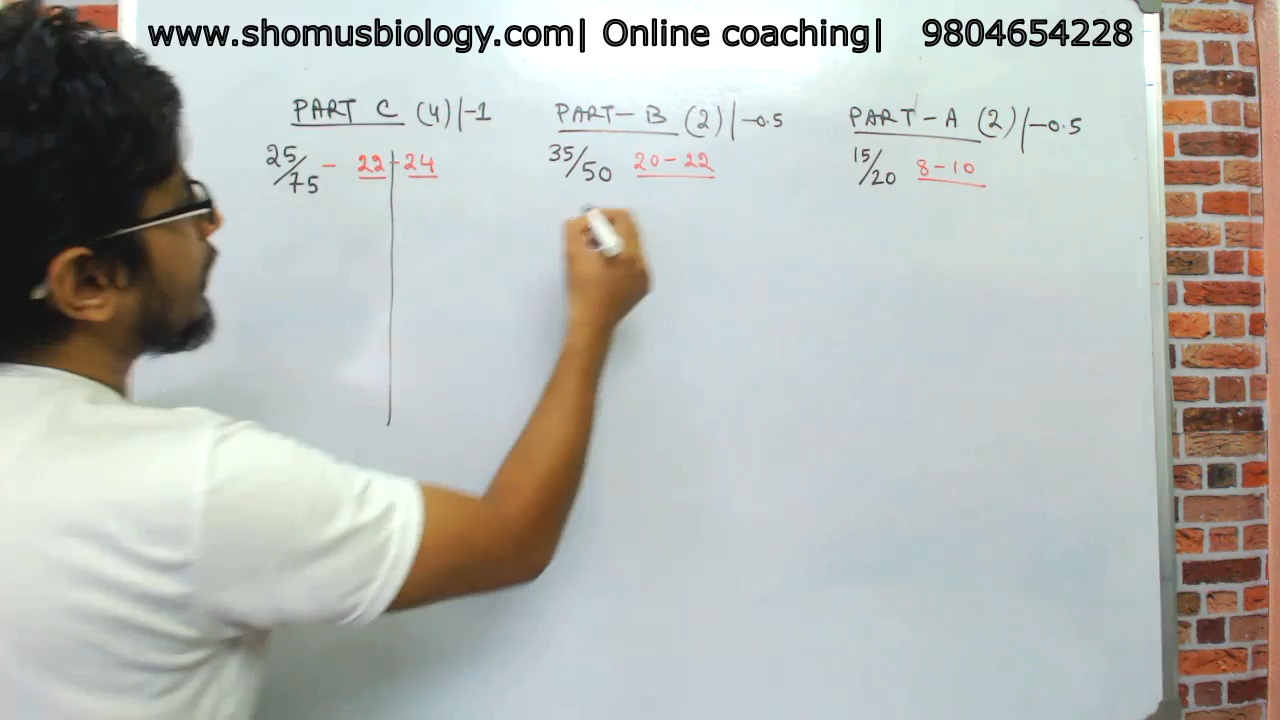 www.shomusbiology.com| Online coaching| 9804654228
PART C (4)|-1
25/75 - 22-24
PART-B (2)|-0.5
35/50 20-22
PART-A (2)|-0.5
15/20 8-10